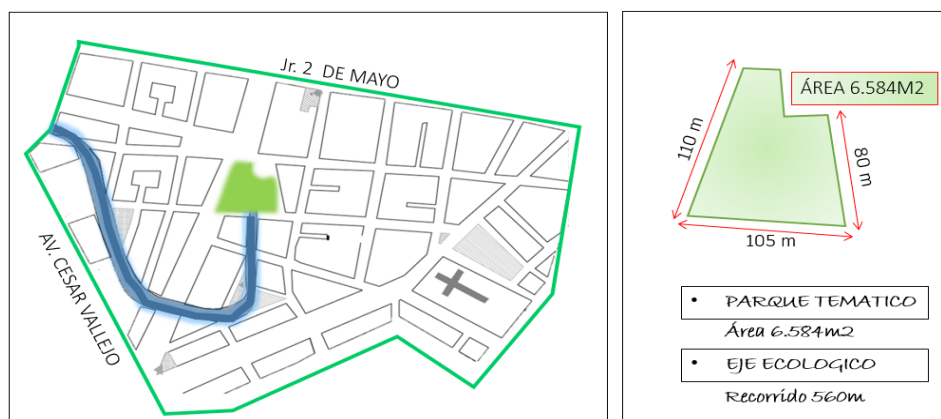 Jr. 2 DE MAYO
AV. CESAR VALLEJO
ÁREA 6.584M2
110 m
80 m
105 m
• PARQUE TEMATICO
Área 6.584m2
• EJE ECOLOGICO
Recorrido 560m